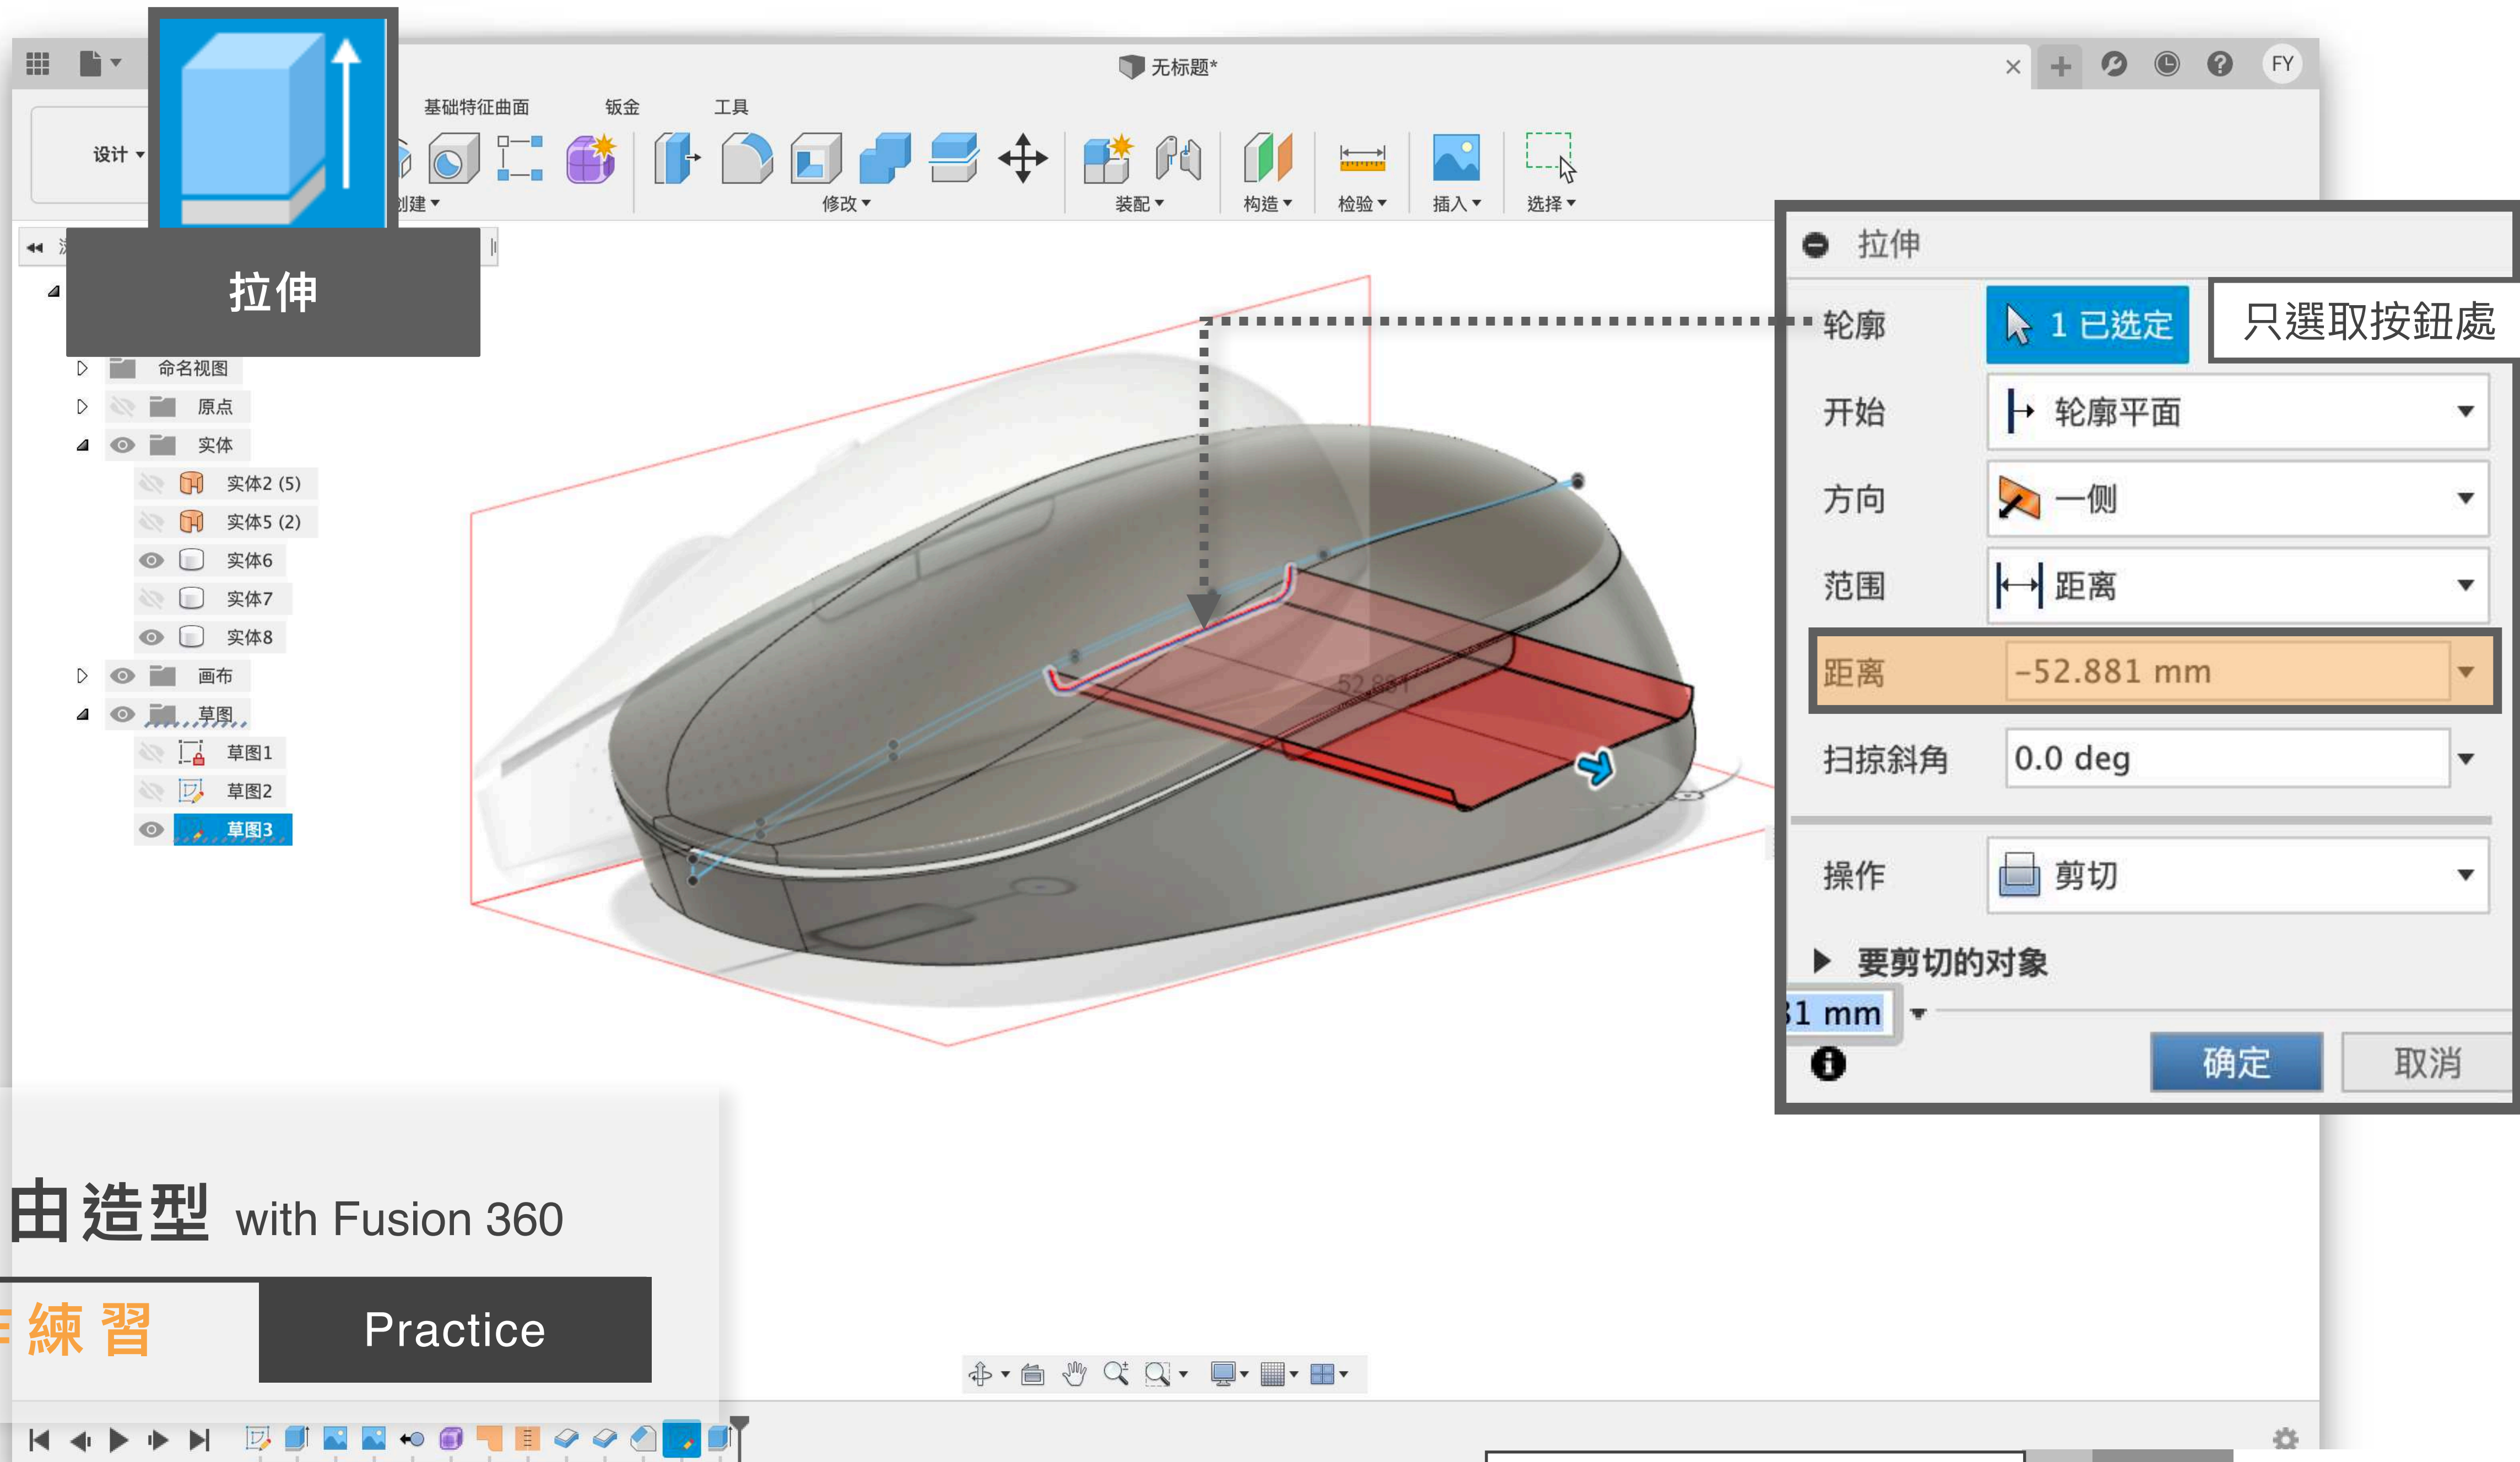 无标题*
FY
基础特征曲面
钣金
工具
设计
创建
修改
装配
构造
检验
插入
选择
拉伸
命名视图
原点
实体
实体2 (5)
实体5 (2)
实体6
实体7
实体8
画布
草图
草图1
草图2
草图3
52.881
拉伸
轮廓
1 已选定
只選取按鈕處
开始
轮廓平面
方向
一侧
范围
距离
距离
-52.881 mm
扫掠斜角
0.0 deg
操作
剪切
要剪切的对象
31 mm
确定
取消
由造型 with Fusion 360
練習
Practice